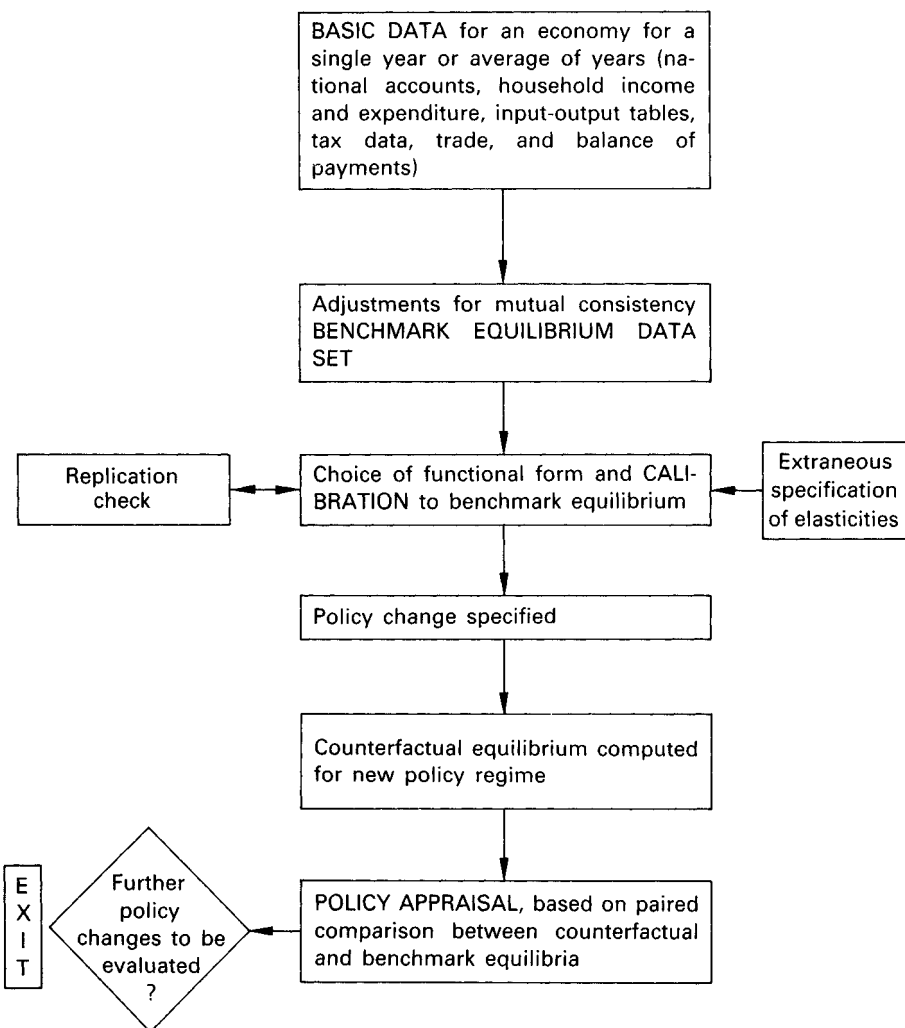 BASIC DATA for an economy for a
single year or average of years (na-
tional accounts, household income
and expenditure, input-output tables,
tax data, trade, and balance of
payments)
Adjustments for mutual consistency
BENCHMARK EQUILIBRIUM DATA
SET
Replication
check
Choice of functional form and CALI-
BRATION to benchmark equilibrium
Extraneous
specification
of elasticities
Policy change specified
Counterfactual equilibrium computed
for new policy regime
POLICY APPRAISAL, based on paired
comparison between counterfactual
and benchmark equilibria
Further
policy
changes to be
evaluated
?
E
X
I
T